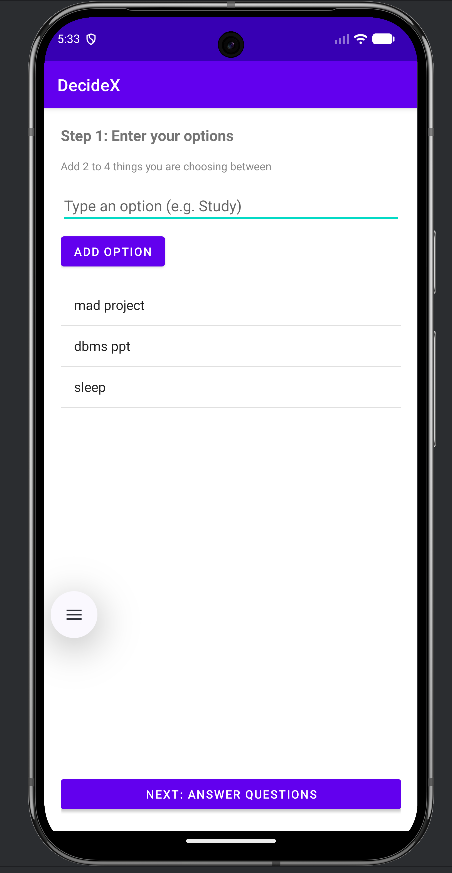 5:33
DecideX
Step 1: Enter your options
Add 2 to 4 things you are choosing between
Type an option (e.g. Study)
ADD OPTION
mad project
dbms ppt
sleep
NEXT: ANSWER QUESTIONS